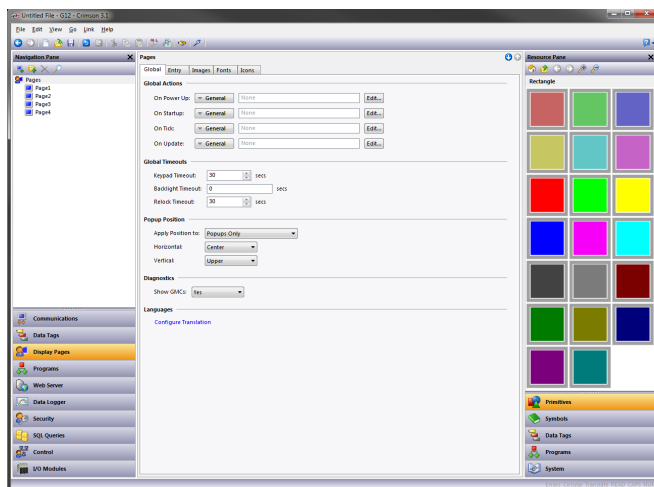 Untitled File - G12 - Crimson 3.1
File Edit View Go Link Help
Navigation Pane
Pages
Page1
Page2
Page3
Page4
Communications
Data Tags
Display Pages
Programs
Web Server
Data Logger
Security
SQL Queries
Control
I/O Modules
Pages
Global Entry Images Fonts Icons
Global Actions
On Power Up: General None Edit...
On Startup: General None Edit...
On Tick: General None Edit...
On Update: General None Edit...
Global Timeouts
Keypad Timeout: 30 secs
Backlight Timeout: 0 secs
Relock Timeout: 30 secs
Popup Position
Apply Position to: Popups Only
Horizontal: Center
Vertical: Upper
Diagnostics
Show GMCs: Yes
Languages
Configure Translation
Resource Pane
Rectangle
Primitives
Symbols
Data Tags
Programs
System